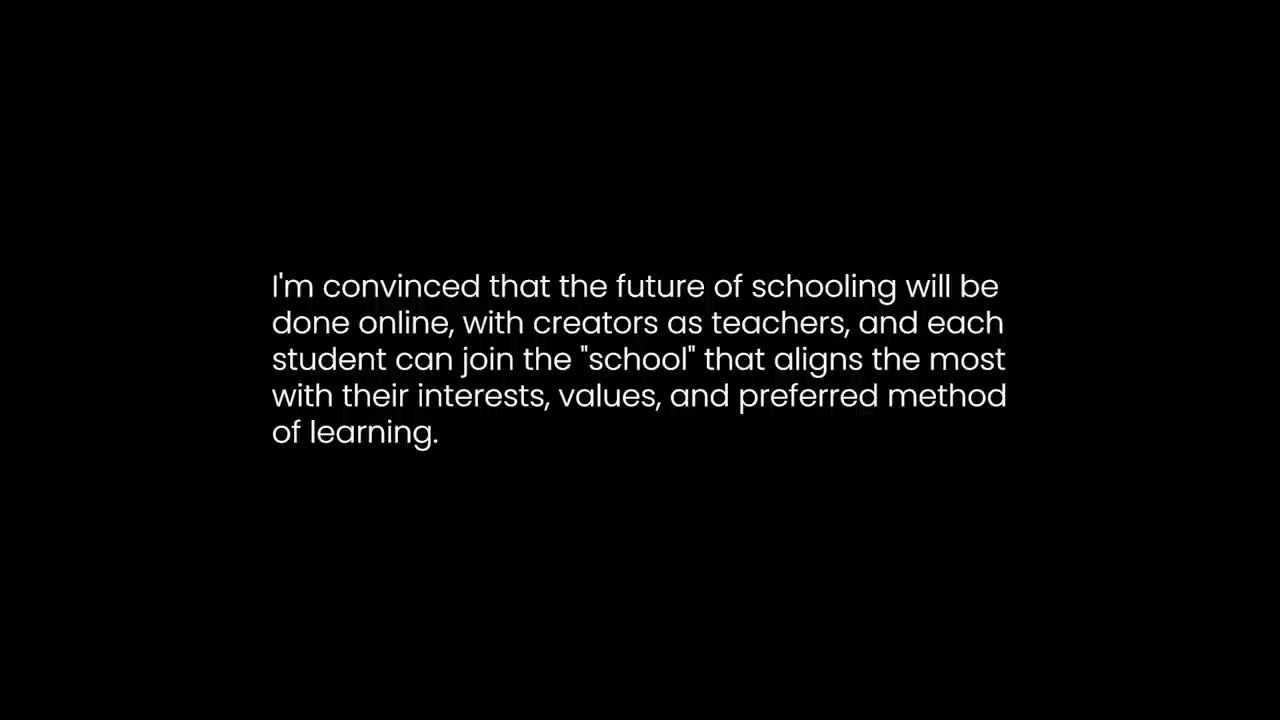 I'm convinced that the future of schooling will be
done online, with creators as teachers, and each
student can join the "school" that aligns the most
with their interests, values, and preferred method
of learning.